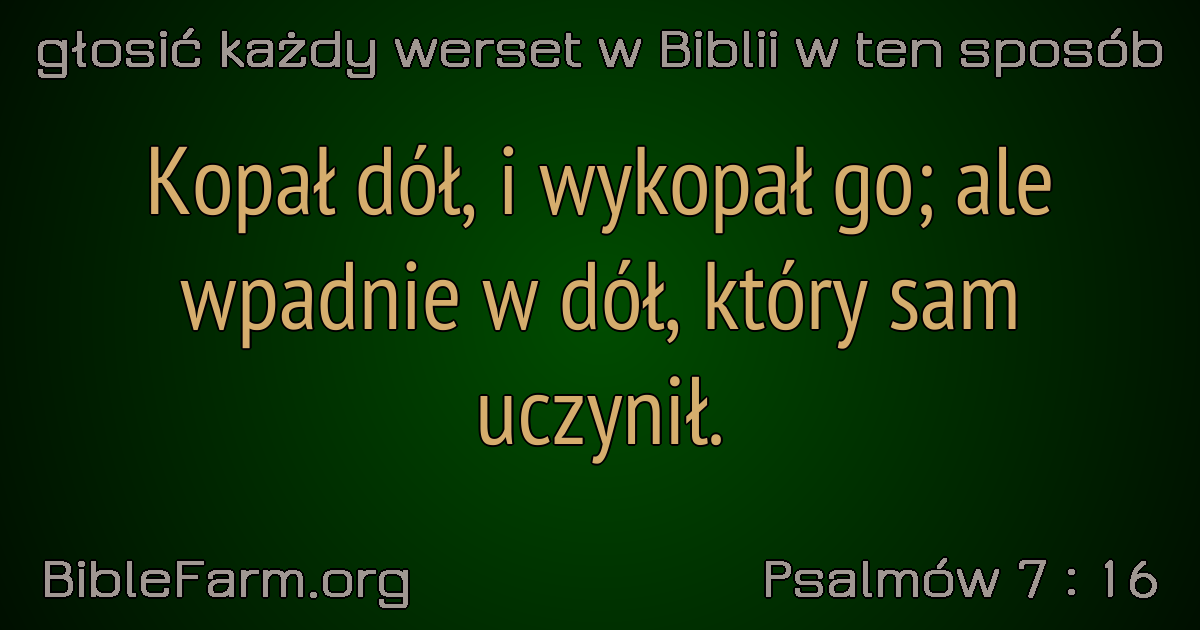 głosić każdy werset w Biblii w ten sposób
Kopał dół, i wykopał go; ale
wpadnie w dół, który sam
uczynił.
BibleFarm.org
Psalmów 7 : 16